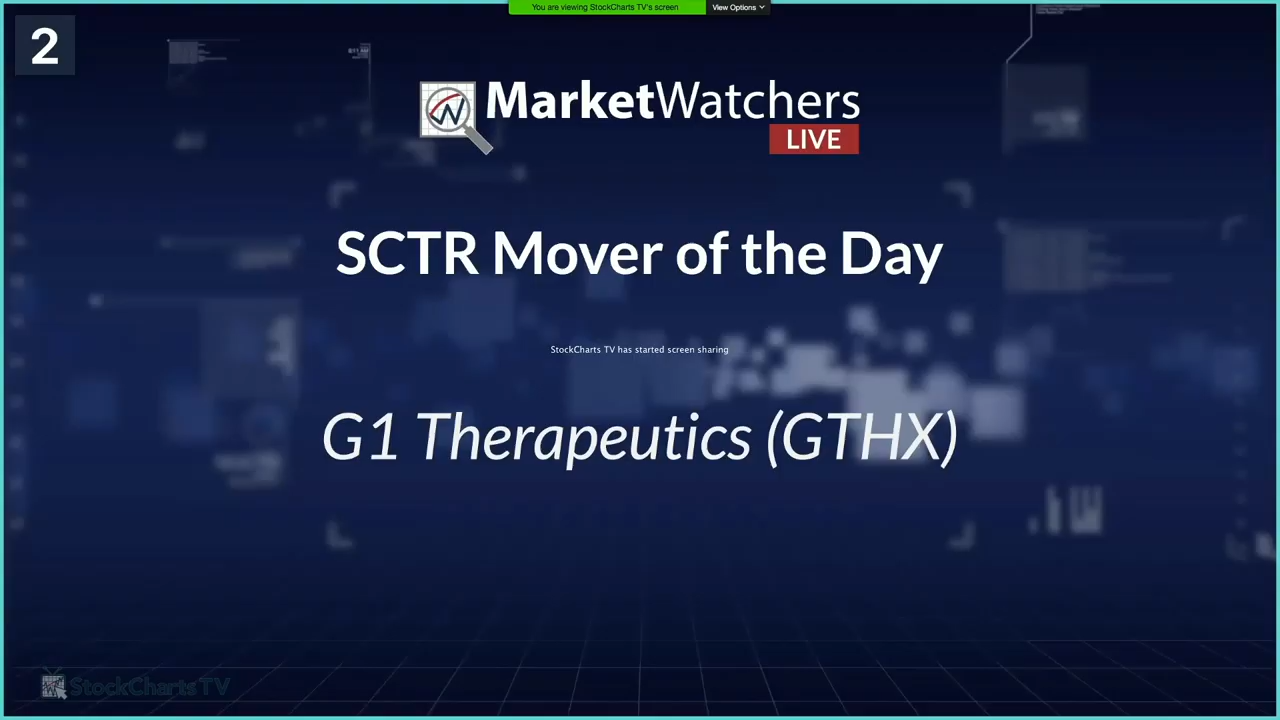 You are viewing StockCharts TV's screen
View Options
2
MarketWatchers
LIVE
SCTR Mover of the Day
StockCharts TV has started screen sharing
G1 Therapeutics (GTHX)
StockChartsTV